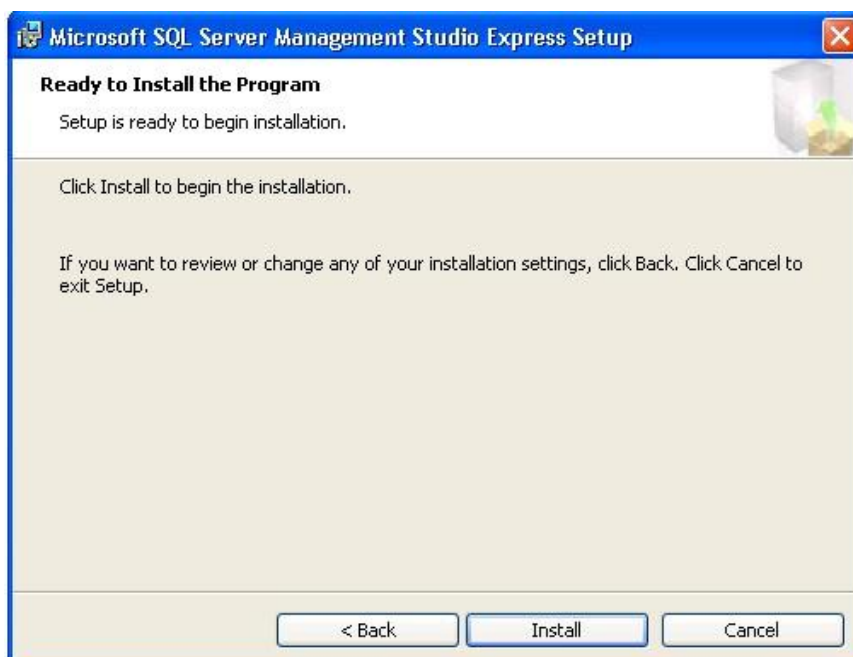 Microsoft SQL Server Management Studio Express Setup
Ready to Install the Program
Setup is ready to begin installation.
Click Install to begin the installation.
If you want to review or change any of your installation settings, click Back. Click Cancel to
exit Setup.
< Back
Install
Cancel